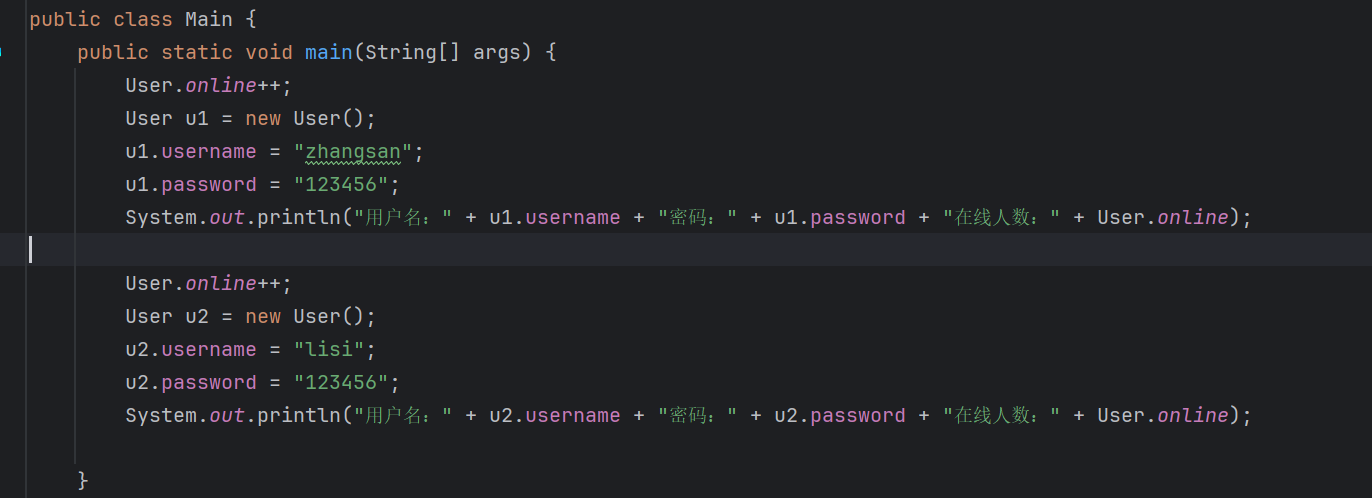 public class Main {
public static void main(String[] args) {
User.online++;
User u1 = new User();
u1.username = "zhangsan";
u1.password = "123456";
System.out.println("用户名：" + u1.username + "密码：" + u1.password + "在线人数：" + User.online);
User.online++;
User u2 = new User();
u2.username = "lisi";
u2.password = "123456";
System.out.println("用户名：" + u2.username + "密码：" + u2.password + "在线人数：" + User.online);
}